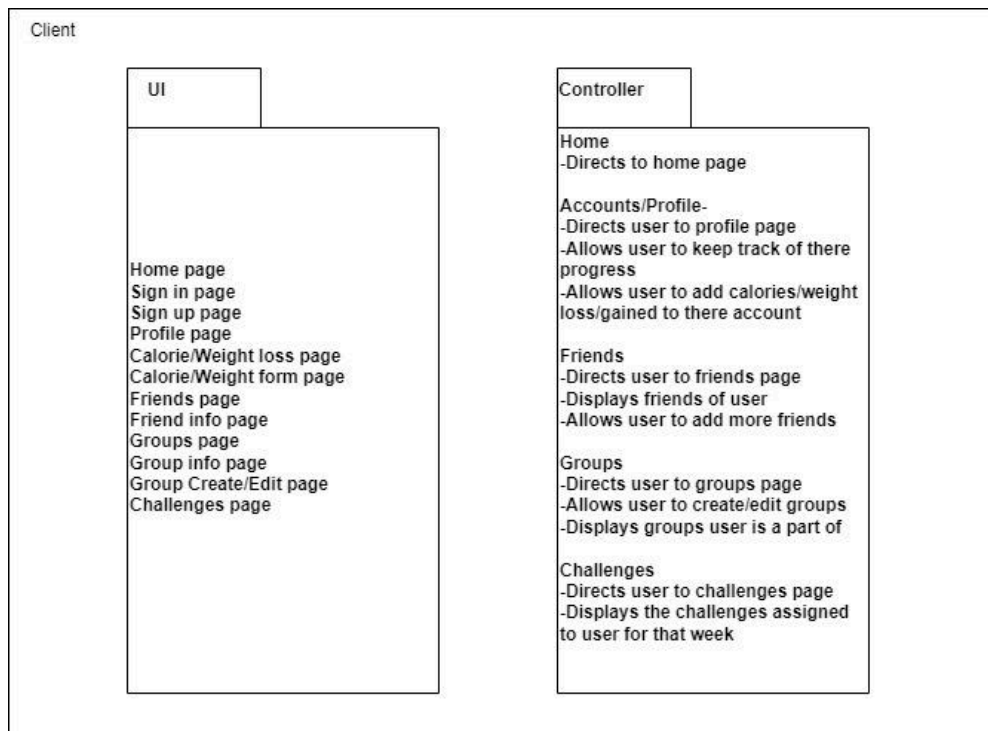 Client
UI
Home page
Sign in page
Sign up page
Profile page
Calorie/Weight loss page
Calorie/Weight form page
Friends page
Friend info page
Groups page
Group info page
Group Create/Edit page
Challenges page
Controller
Home
-Directs to home page
Accounts/Profile-
-Directs user to profile page
-Allows user to keep track of there
progress
-Allows user to add calories/weight
loss/gained to there account
Friends
-Directs user to friends page
-Displays friends of user
-Allows user to add more friends
Groups
-Directs user to groups page
-Allows user to create/edit groups
-Displays groups user is a part of
Challenges
-Directs user to challenges page
-Displays the challenges assigned
to user for that week